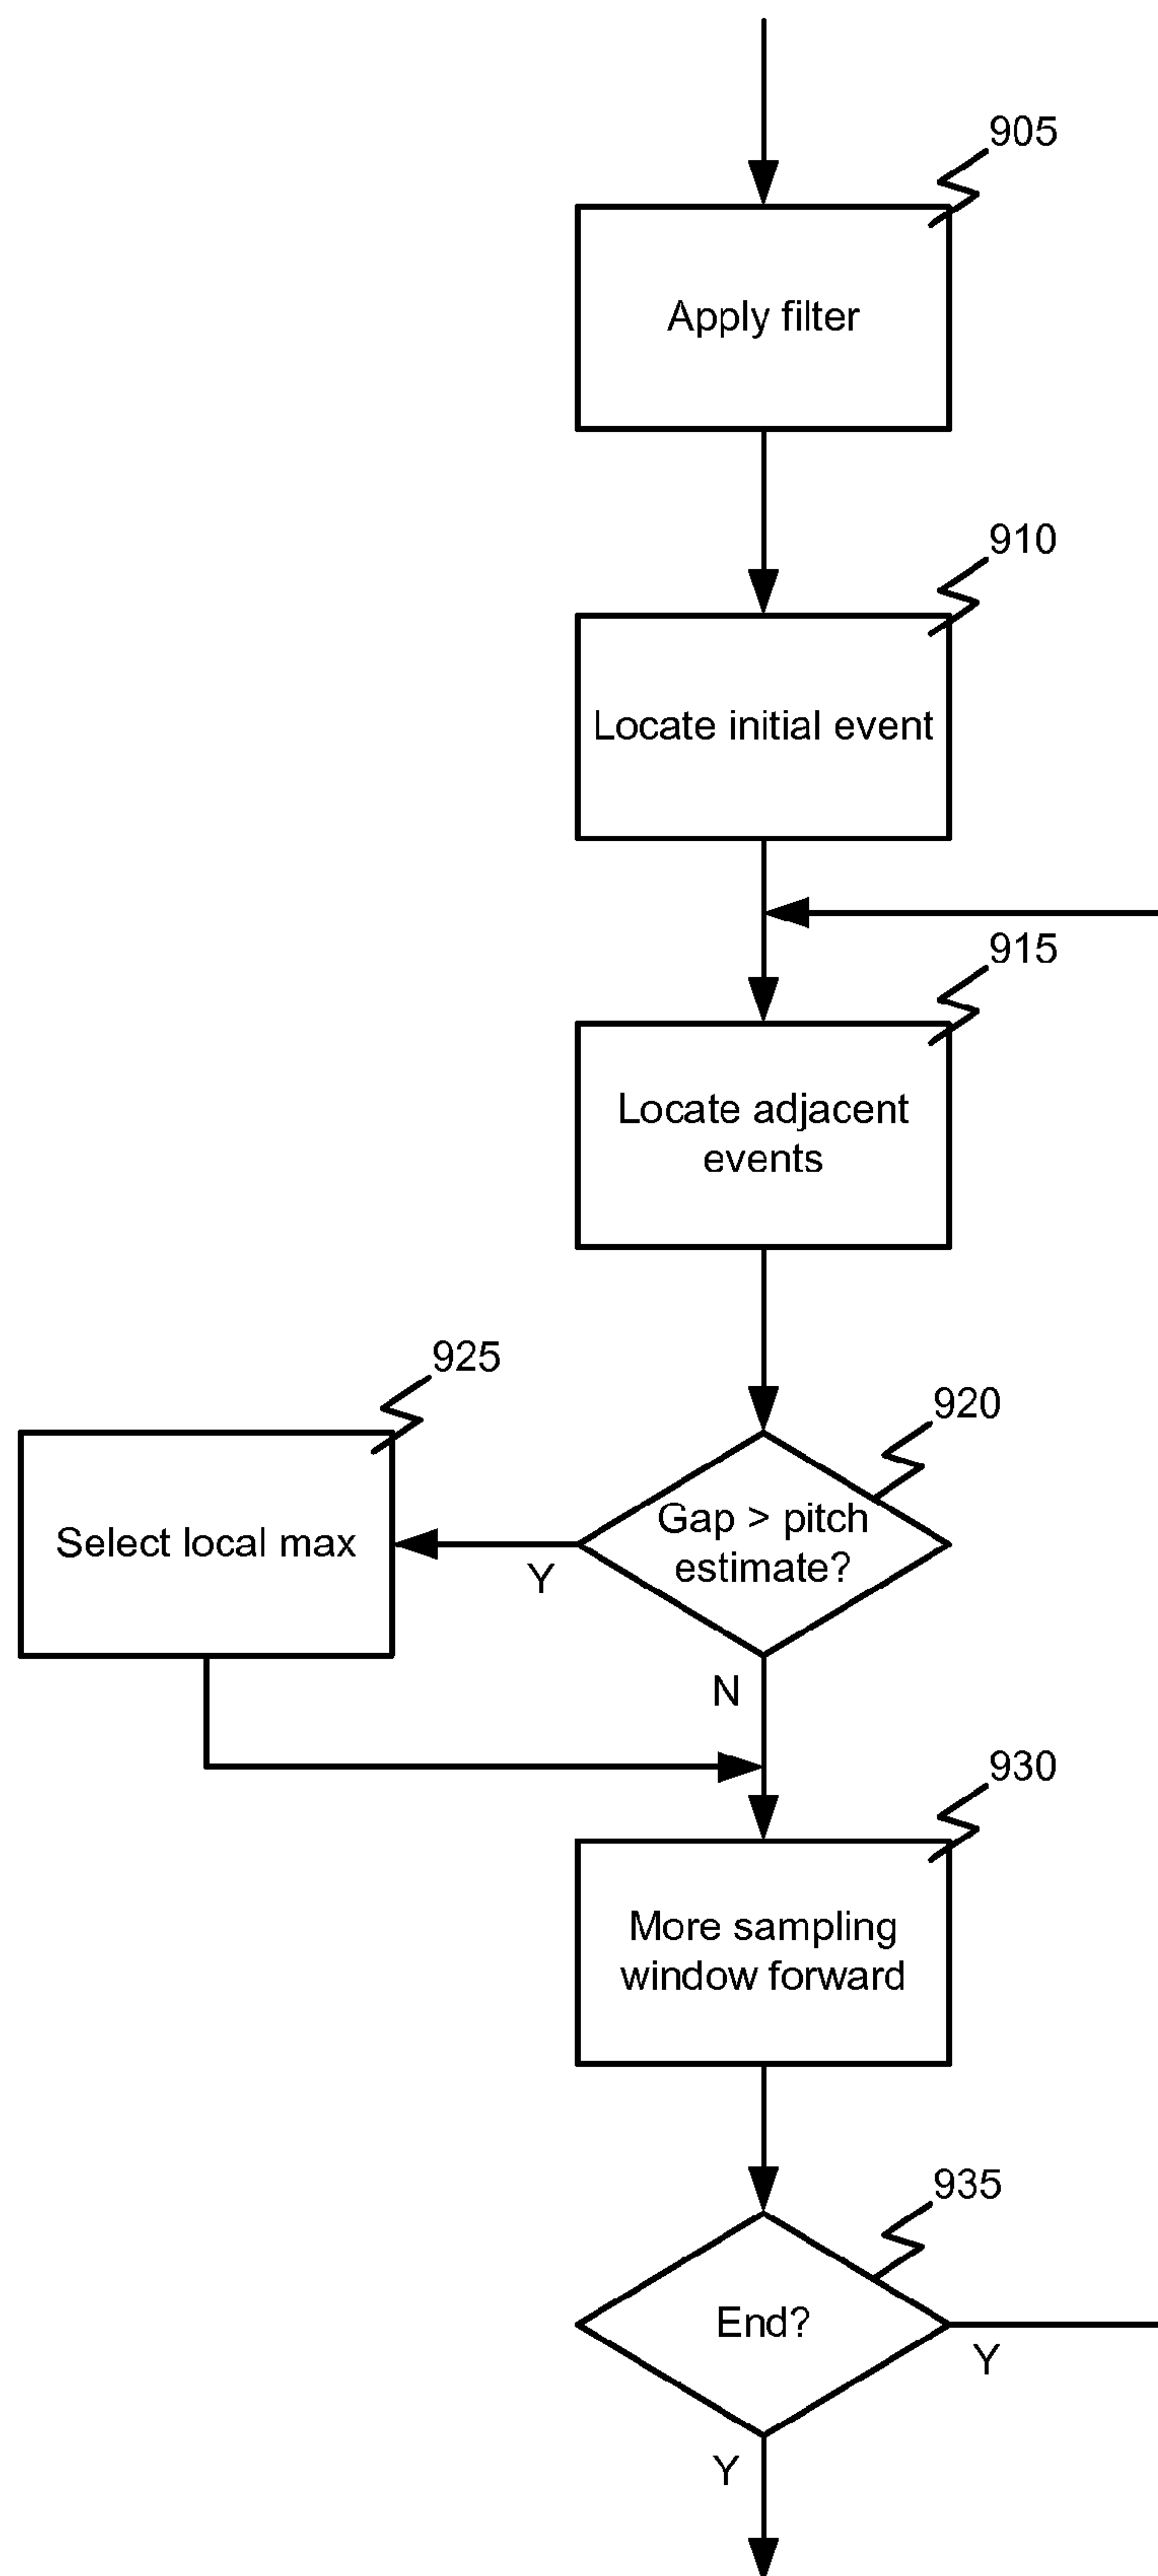 905
Apply filter
910
Locate initial event
915
Locate adjacent
events
925
920
Select local max
Gap > pitch
estimate?
Y
N
930
More sampling
window forward
935
End?
Y
Y